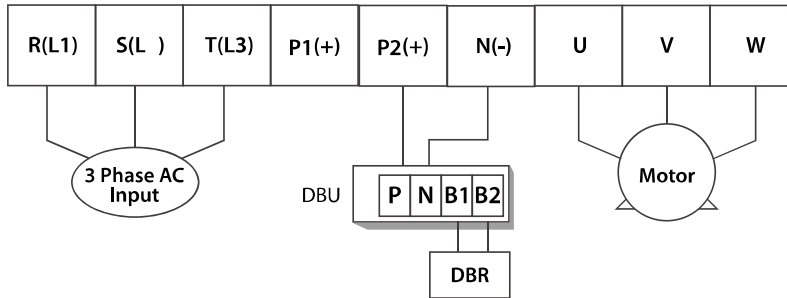 R(L1) S(L ) T(L3) P1(+) P2(+) N(-) U V W
3 Phase AC
Input
DBU
P N B1 B2
Motor
DBR